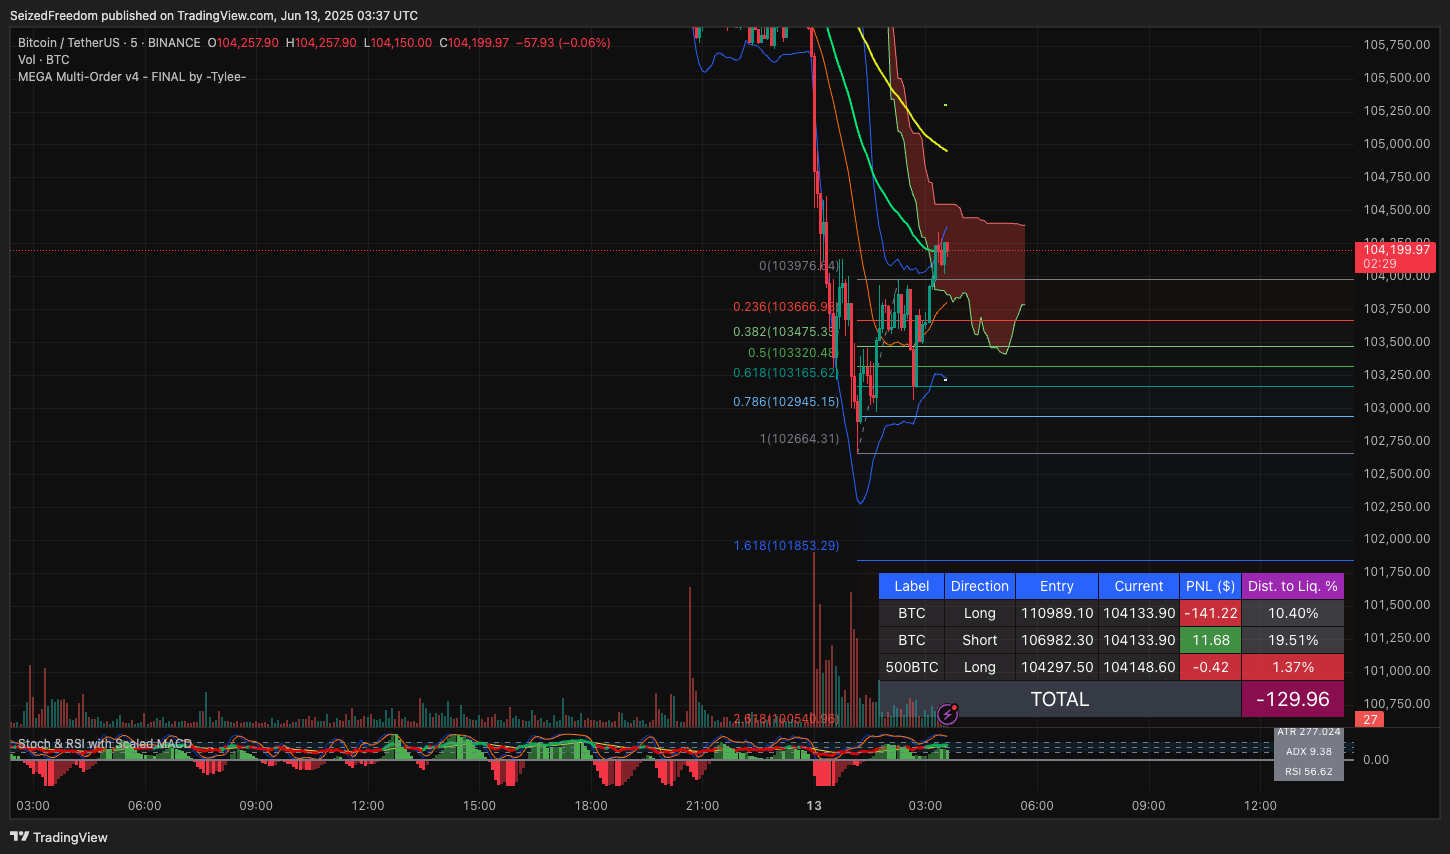 SeizedFreedom published on TradingView.com, Jun 13, 2025 03:37 UTC
Bitcoin / TetherUS · 5 · BINANCE O104,257.90 H104,257.90 L104,150.00 C104,199.97 −57.93 (−0.06%)
Vol · BTC
MEGA Multi-Order v4 - FINAL by -Tylee-
105,750.00
105,500.00
105,250.00
105,000.00
104,750.00
104,500.00
104,199.97
02:29
104,000.00
103,750.00
103,500.00
103,250.00
103,000.00
102,750.00
102,500.00
102,250.00
102,000.00
101,750.00
101,500.00
101,250.00
101,000.00
100,750.00
27
0.00
0(103976.64)
0.236(103666.95)
0.382(103475.35)
0.5(103320.48)
0.618(103165.62)
0.786(102945.15)
1(102664.31)
1.618(101853.29)
2.618(100540.96)
Label Direction Entry Current PNL ($) Dist. to Liq. %
BTC Long 110989.10 104133.90 -141.22 10.40%
BTC Short 106982.30 104133.90 11.68 19.51%
500BTC Long 104297.50 104148.60 -0.42 1.37%
TOTAL -129.96
Stoch & RSI with Scaled MACD
ATR 277.024
ADX 9.38
RSI 56.62
03:00 06:00 09:00 12:00 15:00 18:00 21:00 13 03:00 06:00 09:00 12:00
TradingView